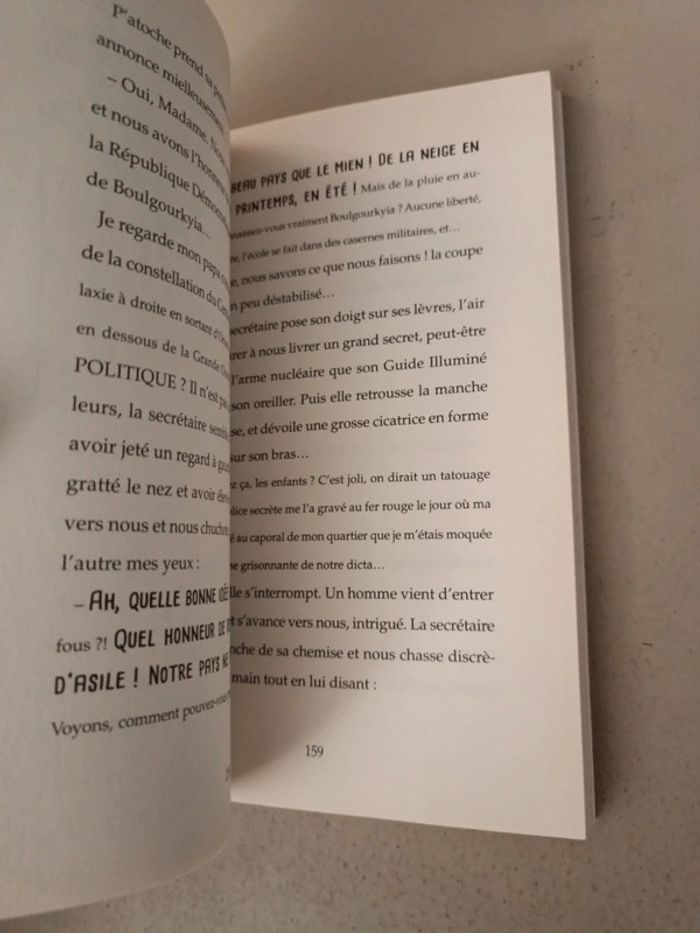 P'atoche prend sa
annonce mielleusement
– Oui, Madame.
et nous avons l'honneur
la République
de Boulgourkyia...
Je regarde mon papa
de la constellation du
laxie à droite en sortant
en dessous de la Grande
POLITIQUE ? Il n'est
leurs, la secrétaire
avoir jeté un regard à
gratté le nez et avoir
vers nous et nous
l'autre mes yeux :
– AH, QUELLE BONNE IDÉE
fous ?! QUEL HONNEUR DE
D'ASILE ! NOTRE PAYS NE
Voyons, comment
BEAU PAYS QUE LE MIEN ! DE LA NEIGE EN
PRINTEMPS, EN ÉTÉ ! Mais de la pluie en au-
vraiment Boulgourkyia ? Aucune liberté,
l'école se fait dans des casernes militaires, et...
nous savons ce que nous faisons ! la coupe
peu déstabilisé...
secrétaire pose son doigt sur ses lèvres, l'air
à nous livrer un grand secret, peut-être
l'arme nucléaire que son Guide Illuminé
son oreiller. Puis elle retrousse la manche
et dévoile une grosse cicatrice en forme
sur son bras...
ça, les enfants ? C'est joli, on dirait un tatouage
secrète me l'a gravé au fer rouge le jour où ma
au caporal de mon quartier que je m'étais moquée
grisonnante de notre dicta...
s'interrompt. Un homme vient d'entrer
s'avance vers nous, intrigué. La secrétaire
de sa chemise et nous chasse discrè-
main tout en lui disant :
159